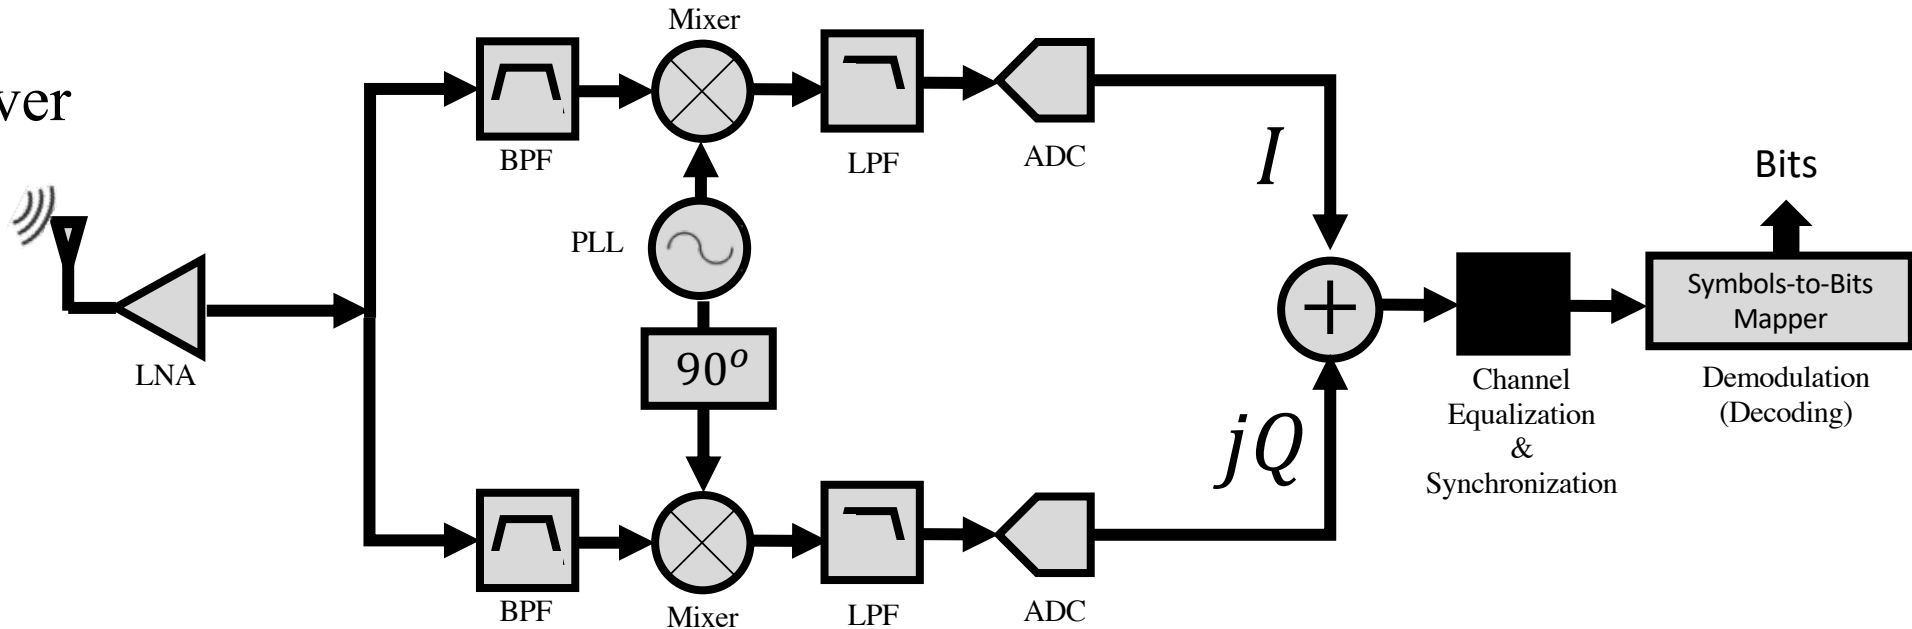 Mixer
BPF
LPF
ADC
I
PLL
90°
LNA
Bits
+
Symbols-to-Bits
Mapper
Channel
Equalization
&
Synchronization
Demodulation
(Decoding)
jQ
BPF
Mixer
LPF
ADC